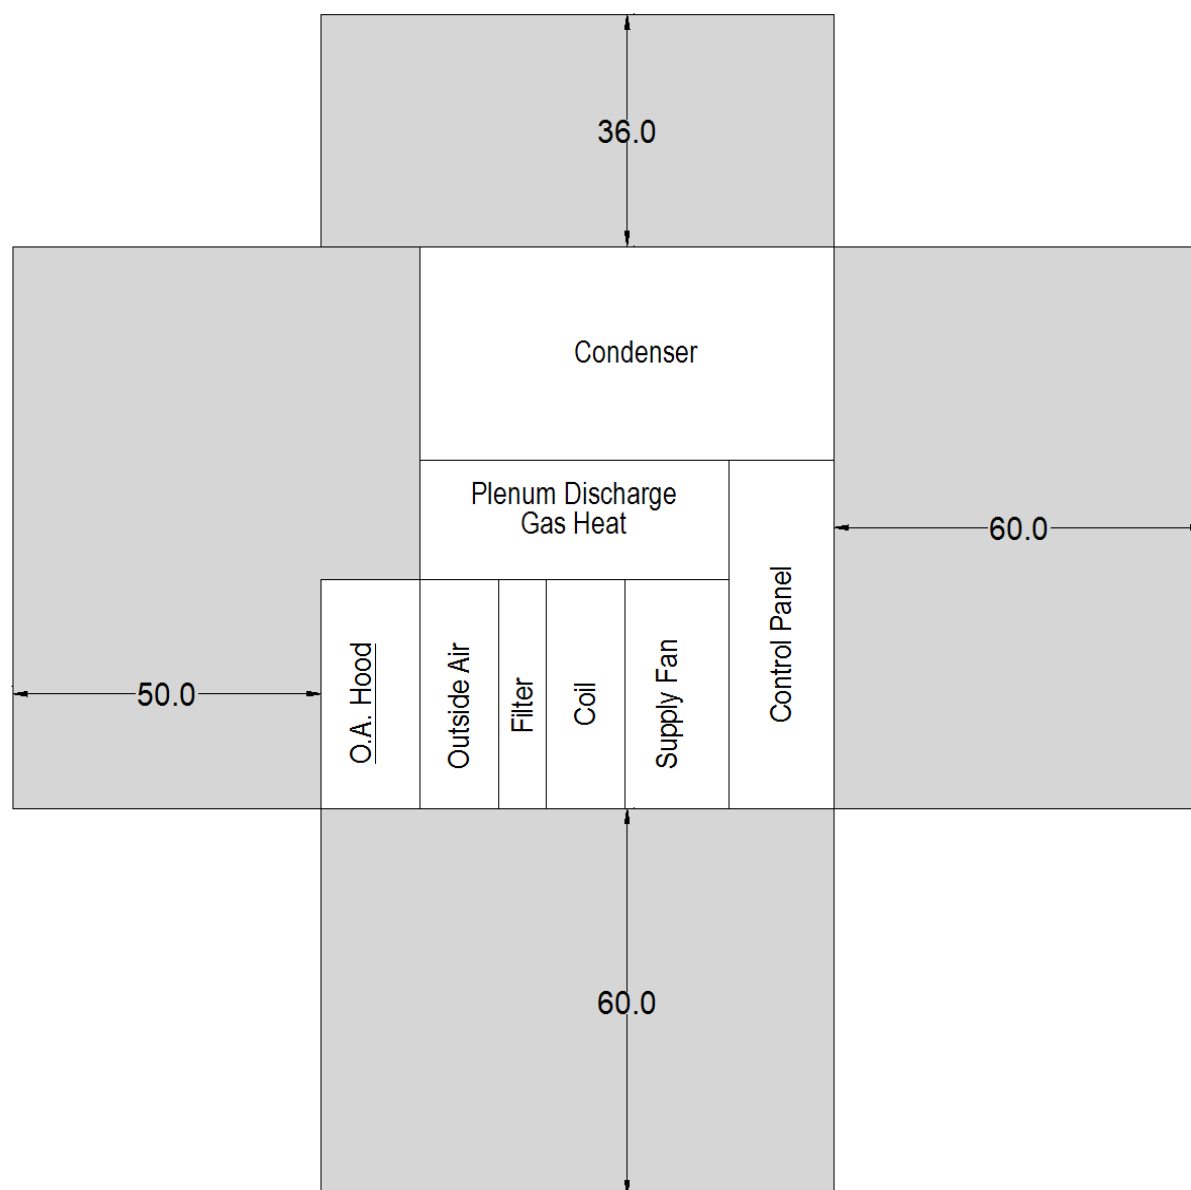 36.0
Condenser
Plenum Discharge
Gas Heat
60.0
Control Panel
O.A. Hood
Outside Air
Filter
Coil
Supply Fan
50.0
60.0